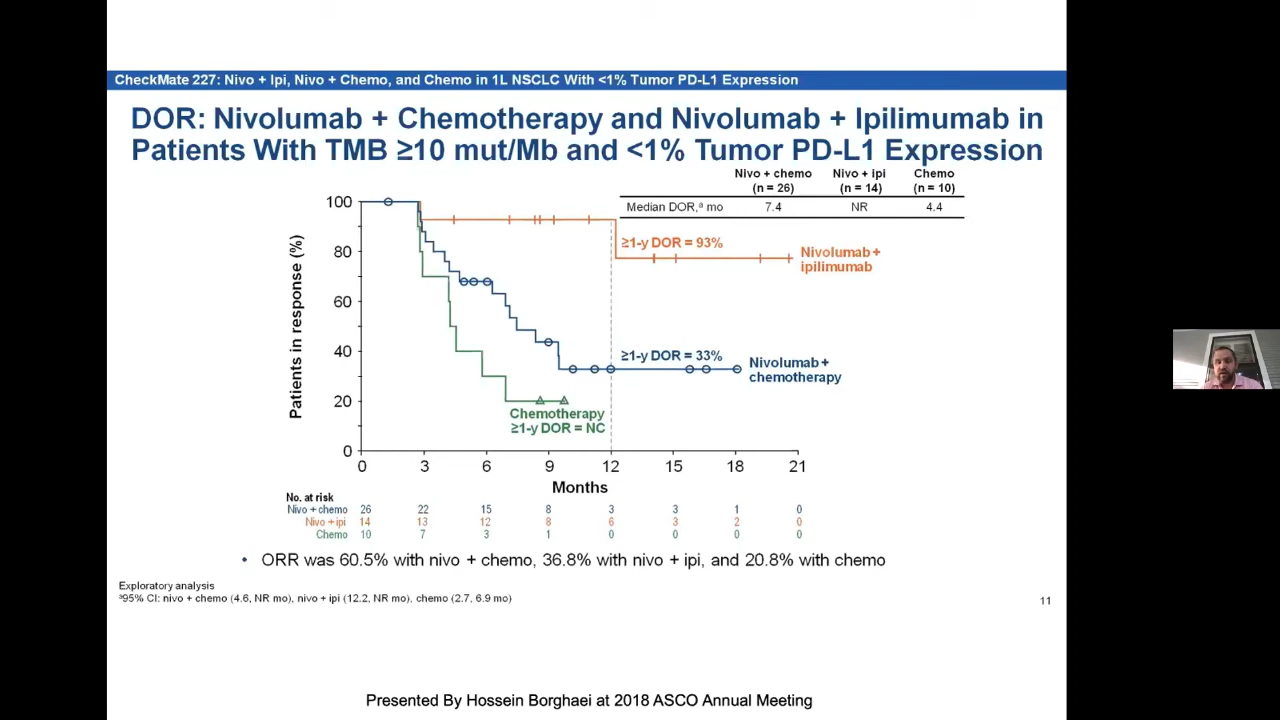 CheckMate 227: Nivo + Ipi, Nivo + Chemo, and Chemo in 1L NSCLC With <1% Tumor PD-L1 Expression
DOR: Nivolumab + Chemotherapy and Nivolumab + Ipilimumab in
Patients With TMB ≥10 mut/Mb and <1% Tumor PD-L1 Expression
Nivo + chemo Nivo + ipi Chemo
(n = 26) (n = 14) (n = 10)
Median DOR,ᵃ mo 7.4 NR 4.4
Patients in response (%)
100
80
60
40
20
0
≥1-y DOR = 93%
Nivolumab +
ipilimumab
≥1-y DOR = 33%
Nivolumab +
chemotherapy
Chemotherapy
≥1-y DOR = NC
0 3 6 9 12 15 18 21
Months
No. at risk
Nivo + chemo 26 22 15 8 3 3 1 0
Nivo + ipi 14 13 12 8 6 3 2 0
Chemo 10 7 3 1 0 0 0 0
• ORR was 60.5% with nivo + chemo, 36.8% with nivo + ipi, and 20.8% with chemo
Exploratory analysis
ᵃ95% CI: nivo + chemo (4.6, NR mo), nivo + ipi (12.2, NR mo), chemo (2.7, 6.9 mo)
11
Presented By Hossein Borghaei at 2018 ASCO Annual Meeting